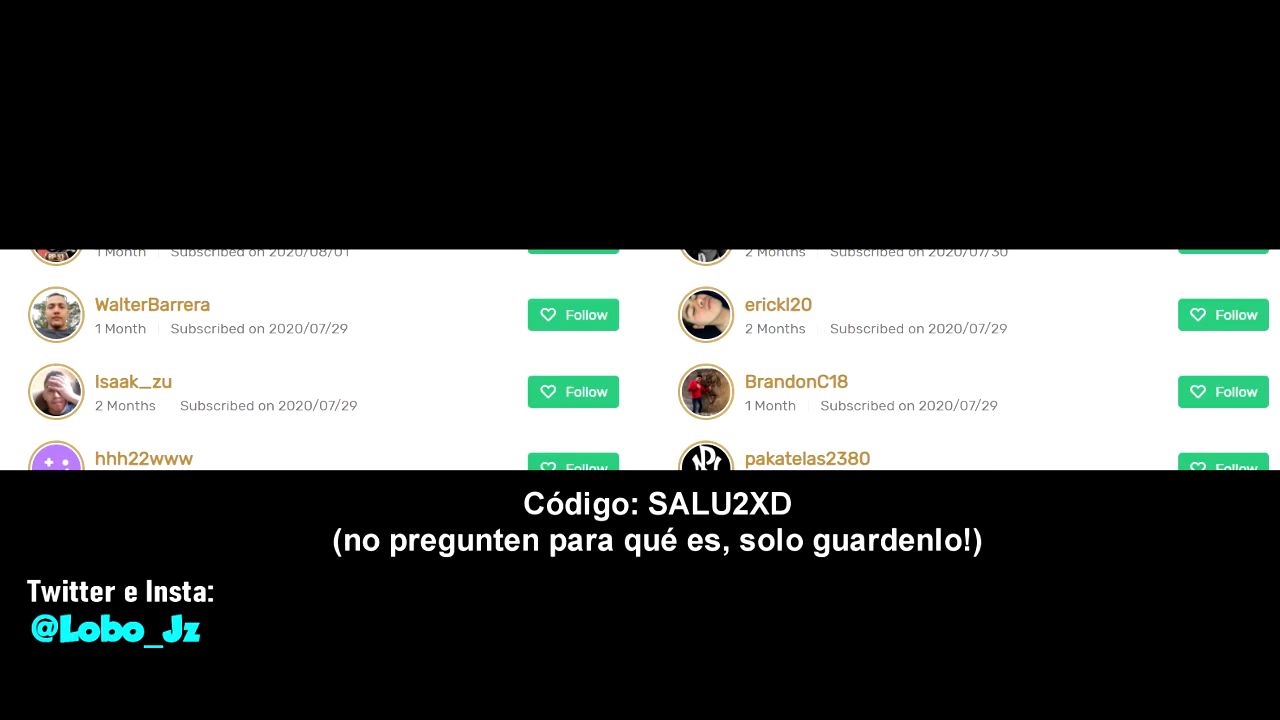 1 Month Subscribed on 2020/08/01
2 Months Subscribed on 2020/07/30
WalterBarrera
1 Month Subscribed on 2020/07/29
Follow
erickl20
2 Months Subscribed on 2020/07/29
Follow
Isaak_zu
2 Months Subscribed on 2020/07/29
Follow
BrandonC18
1 Month Subscribed on 2020/07/29
Follow
hhh22www
Follow
pakatelas2380
Follow
Código: SALU2XD
(no pregunten para qué es, solo guardenlo!)
Twitter e Insta:
@Lobo_Jz